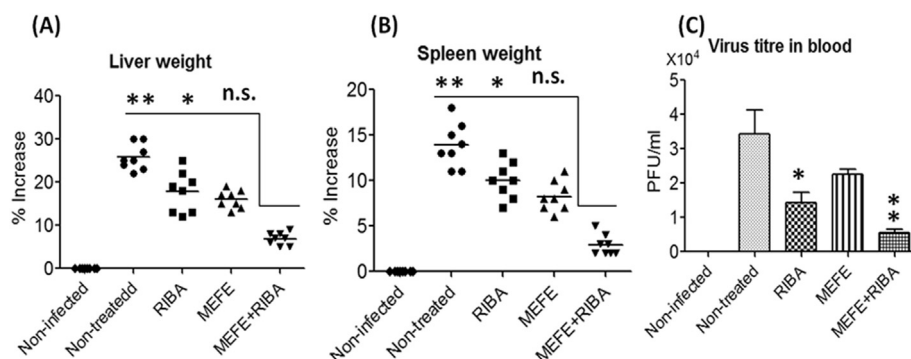 (A)
Liver weight
** * n.s.
% Increase
40
30
20
10
0
Non-infected
Non-treatedd
RIBA
MEFE
MEFE+RIBA
(B)
Spleen weight
** * n.s.
% Increase
20
15
10
5
0
Non-infected
Non-treated
RIBA
MEFE
MEFE+RIBA
(C)
Virus titre in blood
X10⁴
PFU/ml
5
4
3
2
1
0
*
**
Non-infected
Non-treated
RIBA
MEFE
MEFE+RIBA